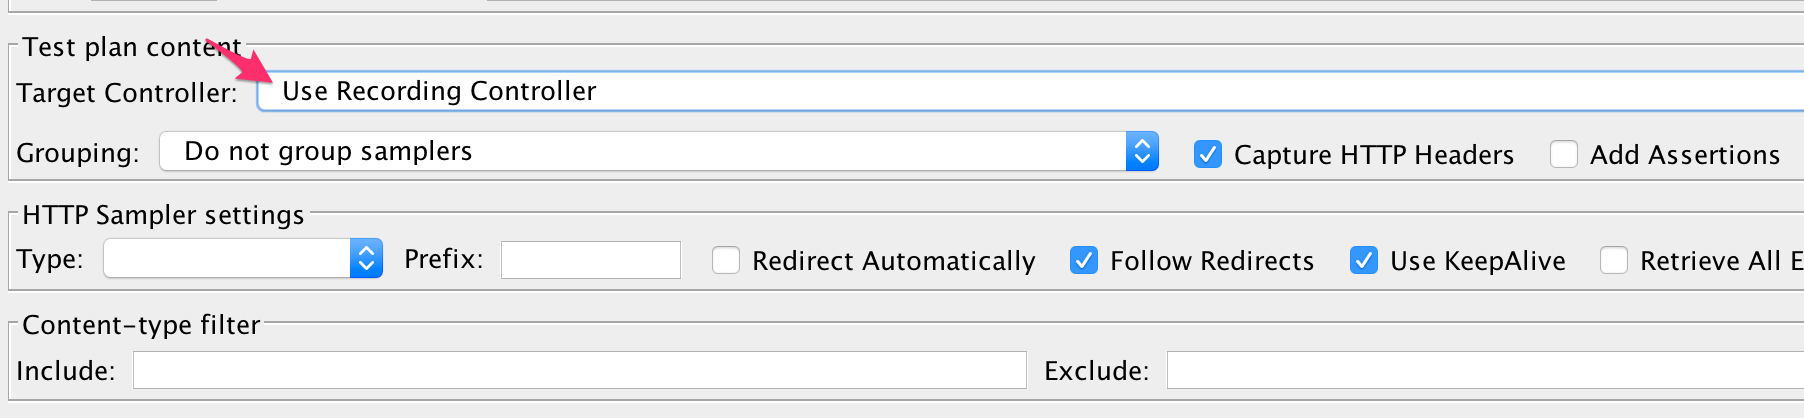 Test plan content
Target Controller: Use Recording Controller
Grouping: Do not group samplers Capture HTTP Headers Add Assertions
HTTP Sampler settings
Type: Prefix: Redirect Automatically Follow Redirects Use KeepAlive Retrieve All E
Content-type filter
Include: Exclude: